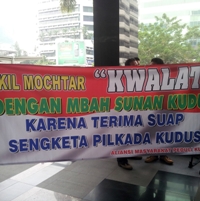 KIL MOCHTAR "KWALAT
DENGAN MBAH SUNAN KUDU
KARENA TERIMA SUAP
SENGKETA PILKADA KUDUS